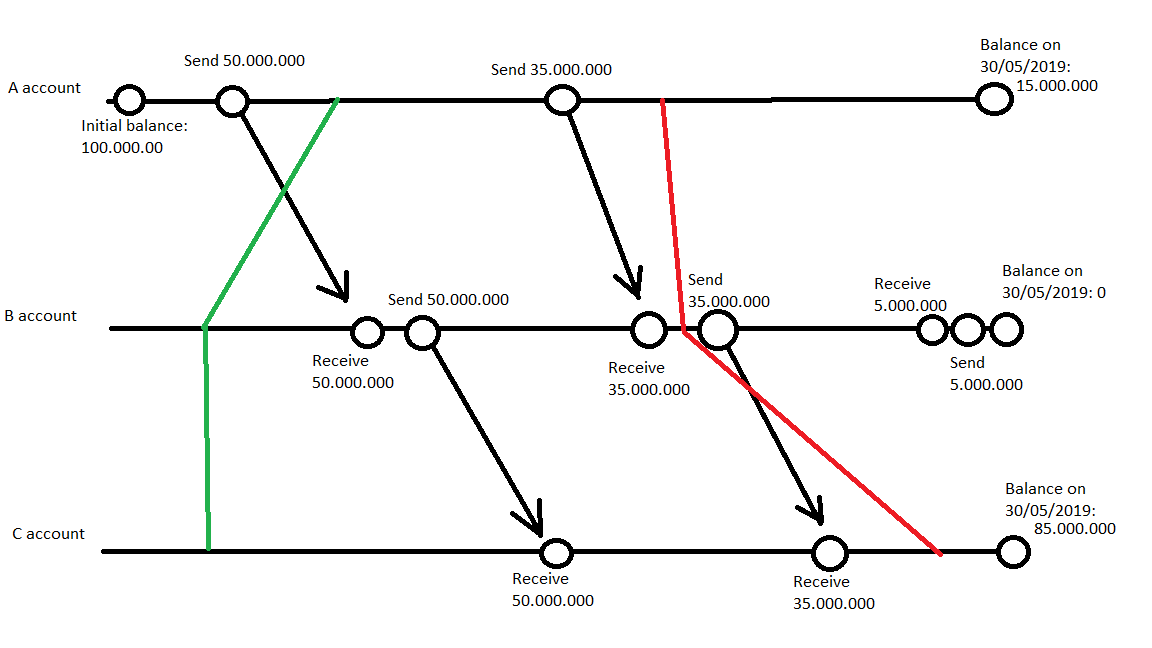 Send 50.000.000
Send 35.000.000
Balance on
30/05/2019:
15.000.000
A account
Initial balance:
100.000.00
Send 50.000.000
Send
35.000.000
Receive
5.000.000
Balance on
30/05/2019: 0
B account
Receive
50.000.000
Receive
35.000.000
Send
5.000.000
Balance on
30/05/2019:
85.000.000
C account
Receive
50.000.000
Receive
35.000.000